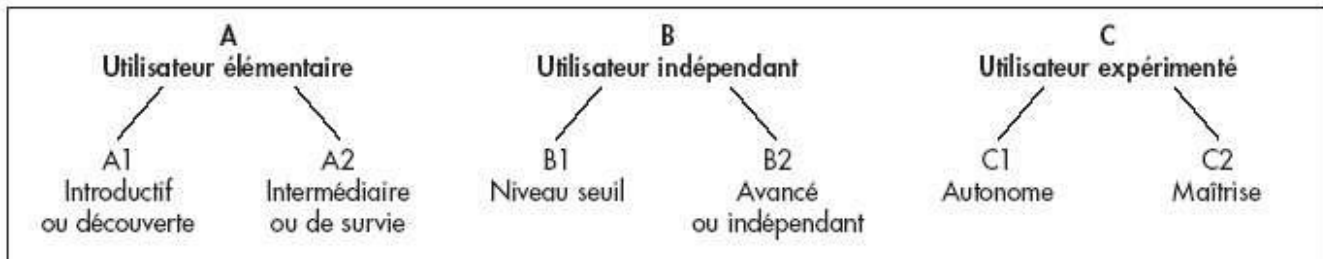 A
Utilisateur élémentaire
B
Utilisateur indépendant
C
Utilisateur expérimenté
A1
Introductif
ou découverte
A2
Intermédiaire
ou de survie
B1
Niveau seuil
B2
Avancé
ou indépendant
C1
Autonome
C2
Maîtrise